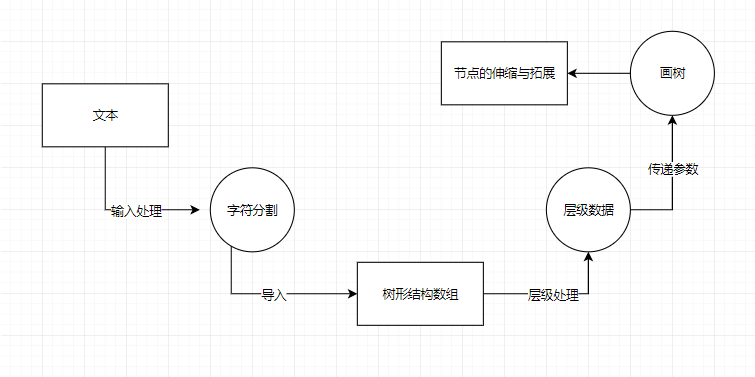 节点的伸缩与拓展
画树
文本
传递参数
输入处理
字符分割
层级数据
导入
树形结构数组
层级处理